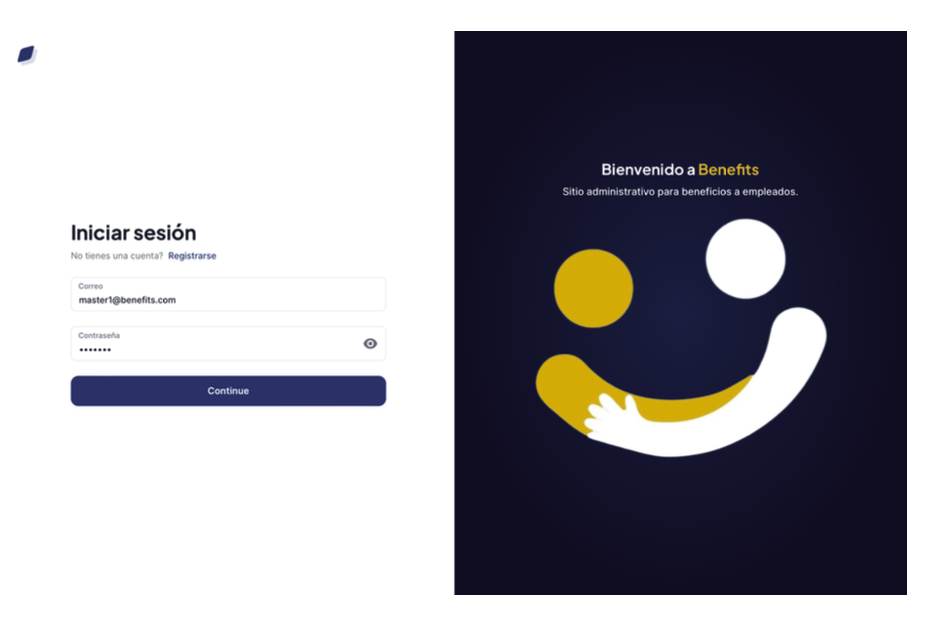 Iniciar sesión
No tienes una cuenta? Registrarse
Correo
master1@benefits.com
Contraseña
•••••••
Continue
Bienvenido a Benefits
Sitio administrativo para beneficios a empleados.